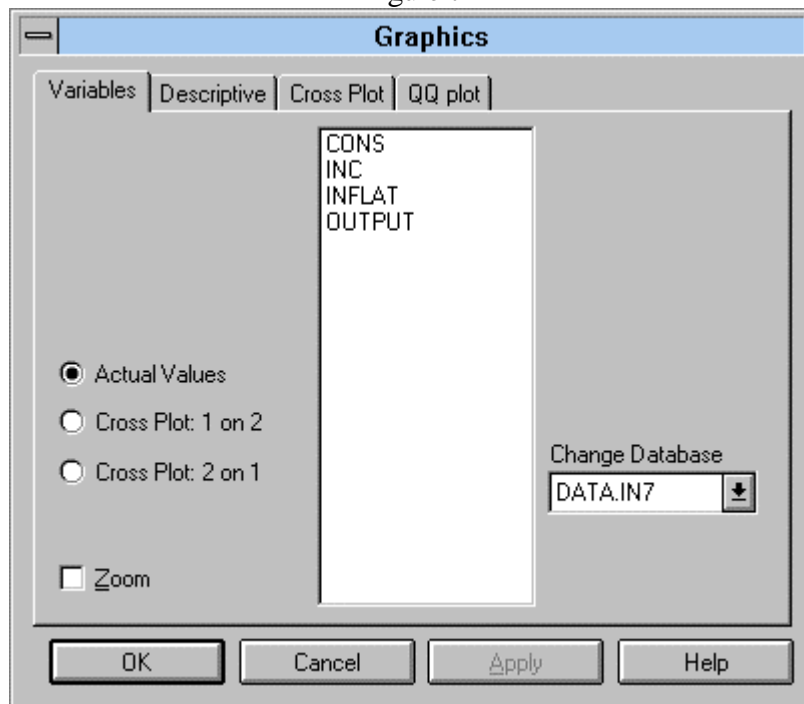 Graphics
Variables Descriptive Cross Plot QQ plot
CONS
INC
INFLAT
OUTPUT
Actual Values
Cross Plot: 1 on 2
Cross Plot: 2 on 1
Change Database
DATA.IN7
Zoom
OK Cancel Apply Help